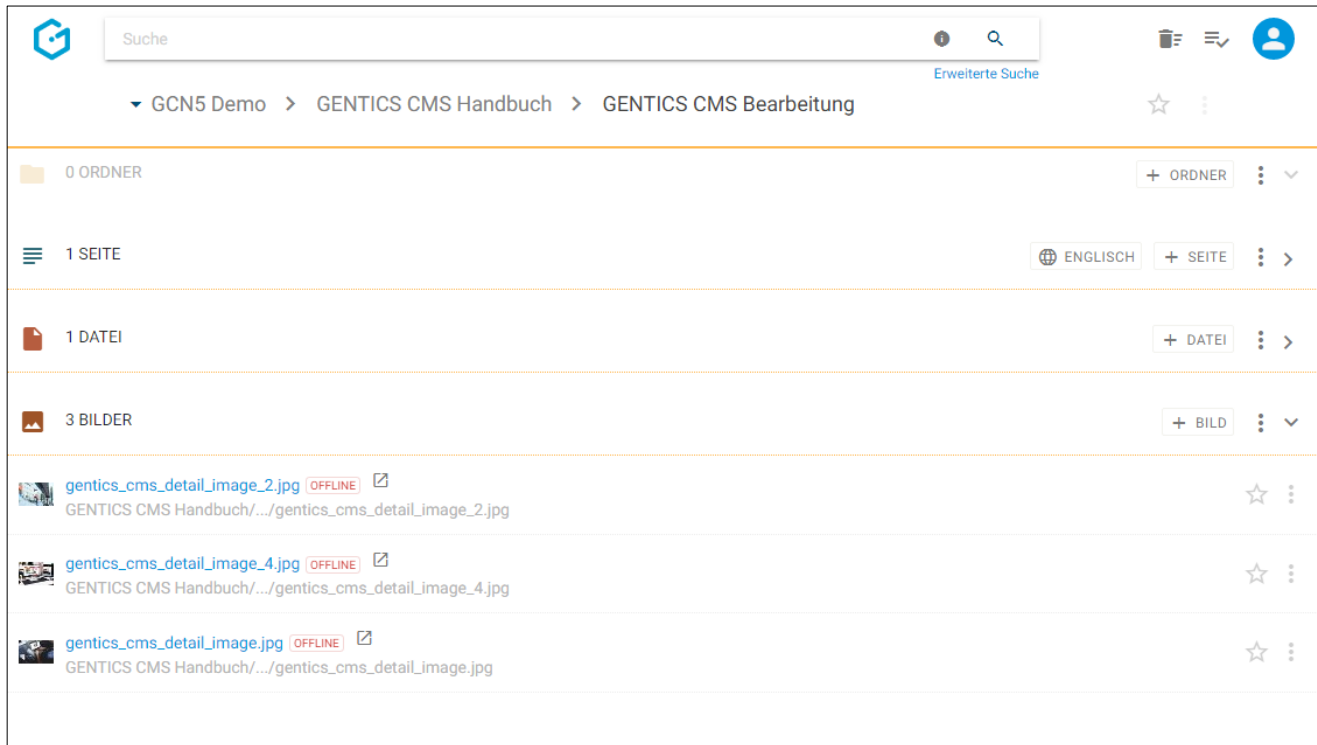 Suche
Erweiterte Suche
GCN5 Demo > GENTICS CMS Handbuch > GENTICS CMS Bearbeitung
0 ORDNER + ORDNER
1 SEITE ENGLISCH + SEITE
1 DATEI + DATEI
3 BILDER + BILD
gentics_cms_detail_image_2.jpg OFFLINE
GENTICS CMS Handbuch/.../gentics_cms_detail_image_2.jpg
gentics_cms_detail_image_4.jpg OFFLINE
GENTICS CMS Handbuch/.../gentics_cms_detail_image_4.jpg
gentics_cms_detail_image.jpg OFFLINE
GENTICS CMS Handbuch/.../gentics_cms_detail_image.jpg